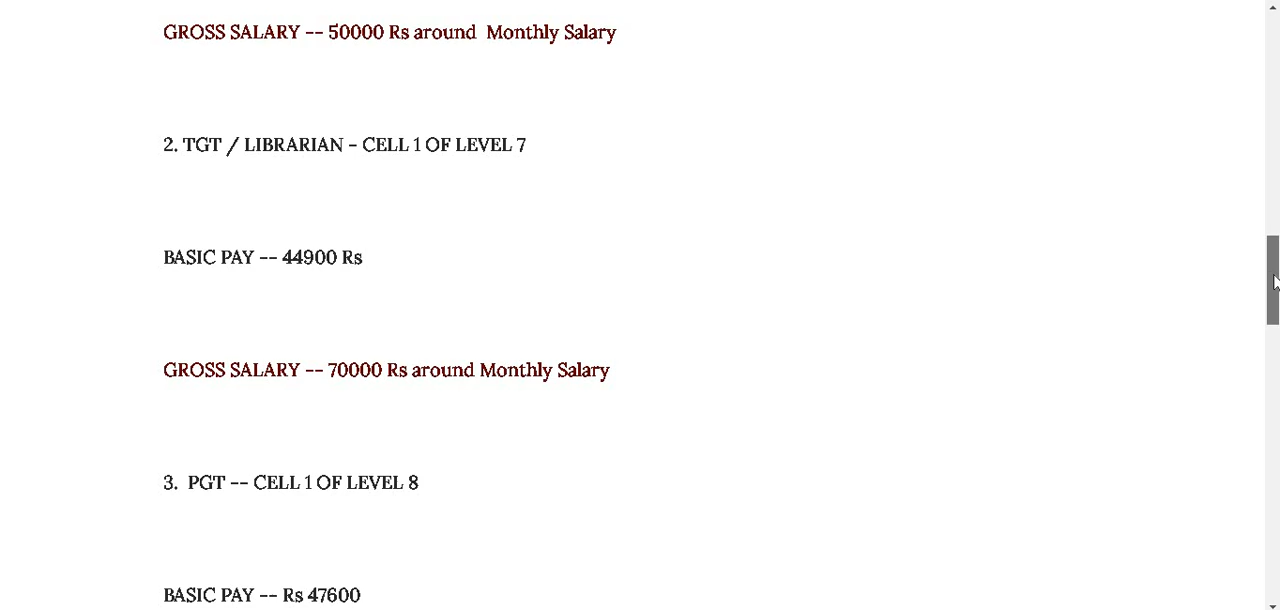 GROSS SALARY -- 50000 Rs around  Monthly Salary
2. TGT / LIBRARIAN - CELL 1 OF LEVEL 7
BASIC PAY -- 44900 Rs
GROSS SALARY -- 70000 Rs around Monthly Salary
3.  PGT -- CELL 1 OF LEVEL 8
BASIC PAY -- Rs 47600